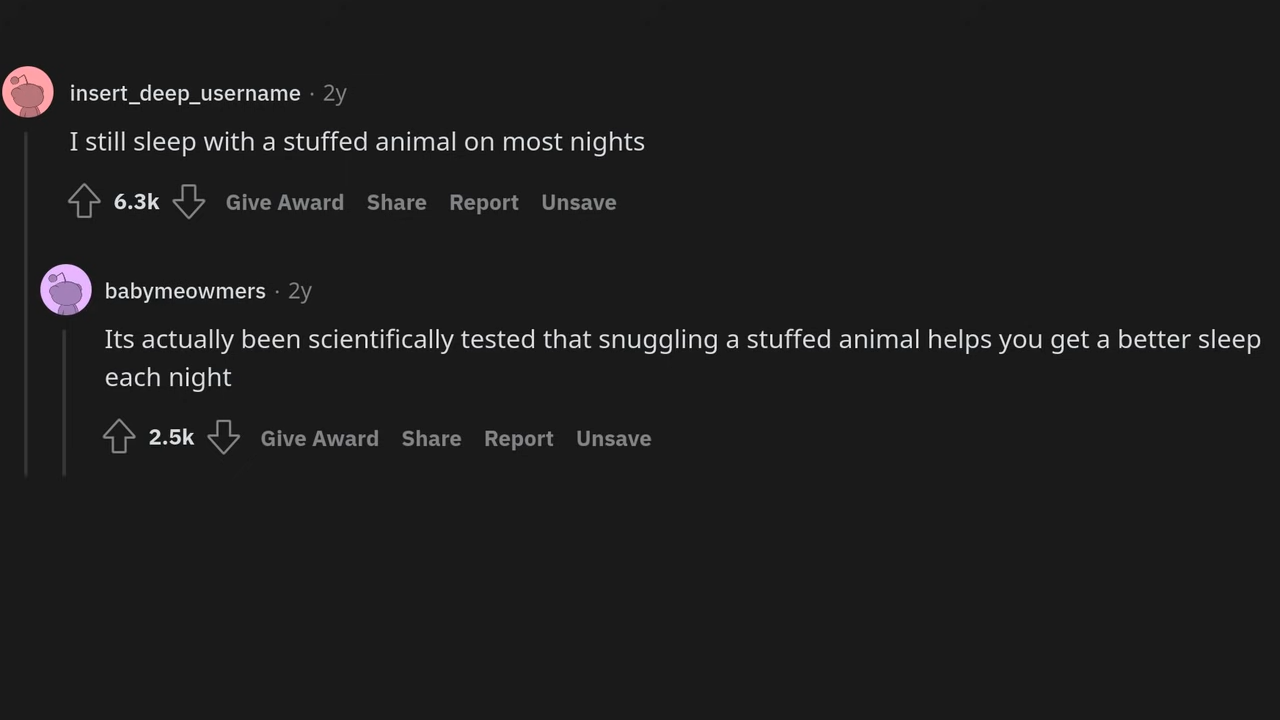 insert_deep_username · 2y
I still sleep with a stuffed animal on most nights
6.3k Give Award Share Report Unsave
babymeowmers · 2y
Its actually been scientifically tested that snuggling a stuffed animal helps you get a better sleep
each night
2.5k Give Award Share Report Unsave